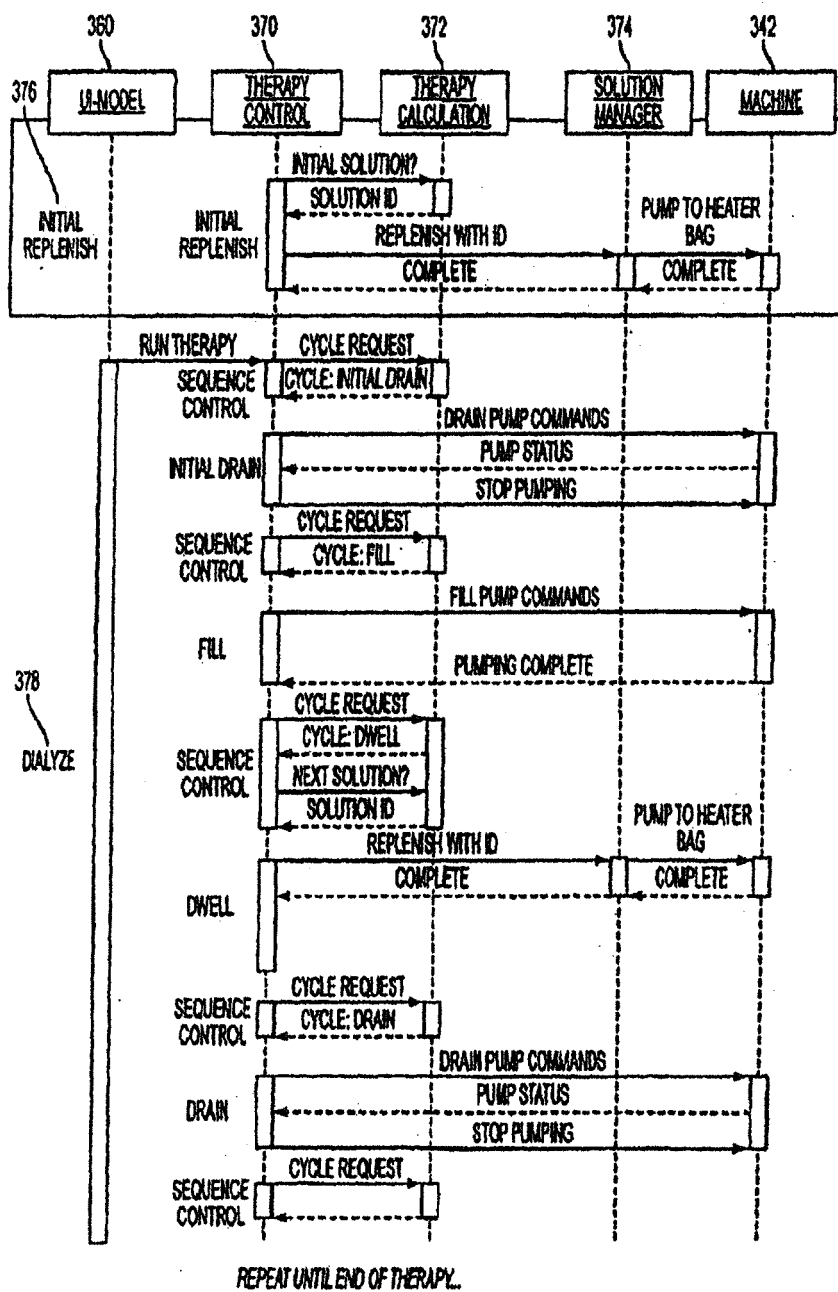 360
370
372
374
342
376
UI-MODEL
THERAPY
CONTROL
THERAPY
CALCULATION
SOLUTION
MANAGER
MACHINE
INITIAL
REPLENISH
INITIAL
REPLENISH
INITIAL SOLUTION?
SOLUTION ID
REPLENISH WITH ID
PUMP TO HEATER
BAG
COMPLETE
COMPLETE
RUN THERAPY
CYCLE REQUEST
SEQUENCE
CONTROL
CYCLE: INITIAL DRAIN
DRAIN PUMP COMMANDS
INITIAL DRAIN
PUMP STATUS
STOP PUMPING
CYCLE REQUEST
SEQUENCE
CONTROL
CYCLE: FILL
FILL PUMP COMMANDS
FILL
PUMPING COMPLETE
378
DIALYZE
CYCLE REQUEST
SEQUENCE
CONTROL
CYCLE: DWELL
NEXT SOLUTION?
SOLUTION ID
REPLENISH WITH ID
PUMP TO HEATER
BAG
COMPLETE
COMPLETE
DWELL
CYCLE REQUEST
SEQUENCE
CONTROL
CYCLE: DRAIN
DRAIN PUMP COMMANDS
DRAIN
PUMP STATUS
STOP PUMPING
CYCLE REQUEST
SEQUENCE
CONTROL
REPEAT UNTIL END OF THERAPY...